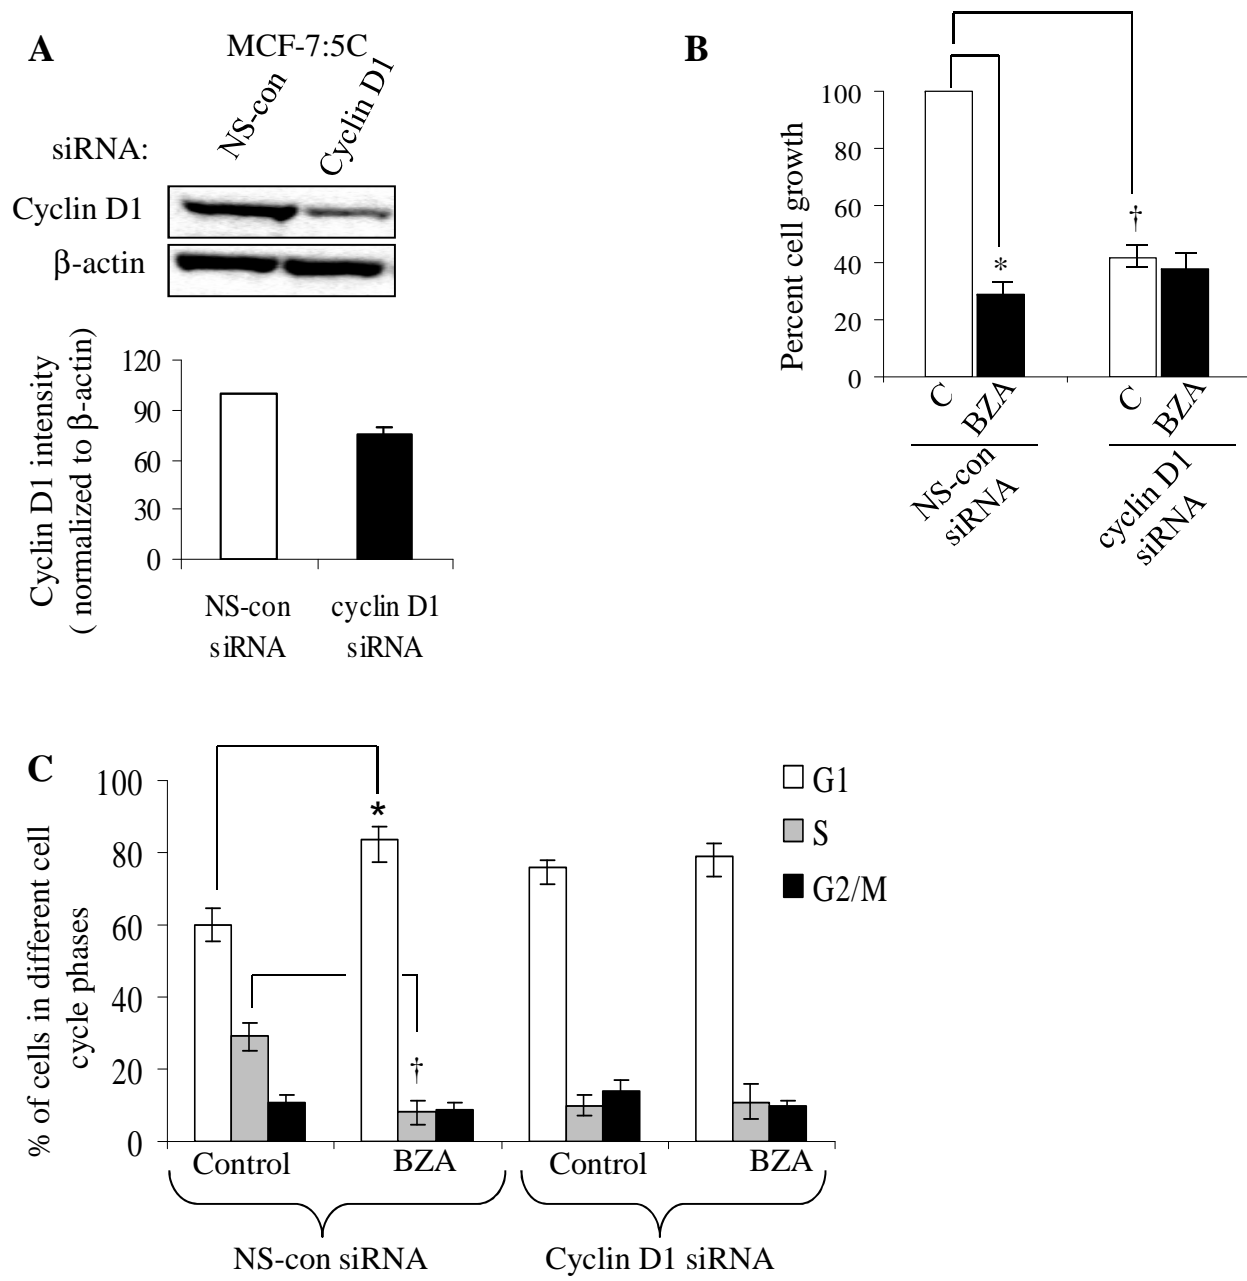 A
MCF-7:5C
NS-con
Cyclin D1
siRNA:
Cyclin D1
β-actin
Cyclin D1 intensity
( normalized to β-actin)
120
90
60
30
0
NS-con
siRNA
cyclin D1
siRNA
B
Percent cell growth
100
80
60
40
20
0
*
†
C
BZA
C
BZA
NS-con
siRNA
cyclin D1
siRNA
C
% of cells in different cell
cycle phases
100
80
60
40
20
0
*
†
G1
S
G2/M
Control
BZA
Control
BZA
NS-con siRNA
Cyclin D1 siRNA